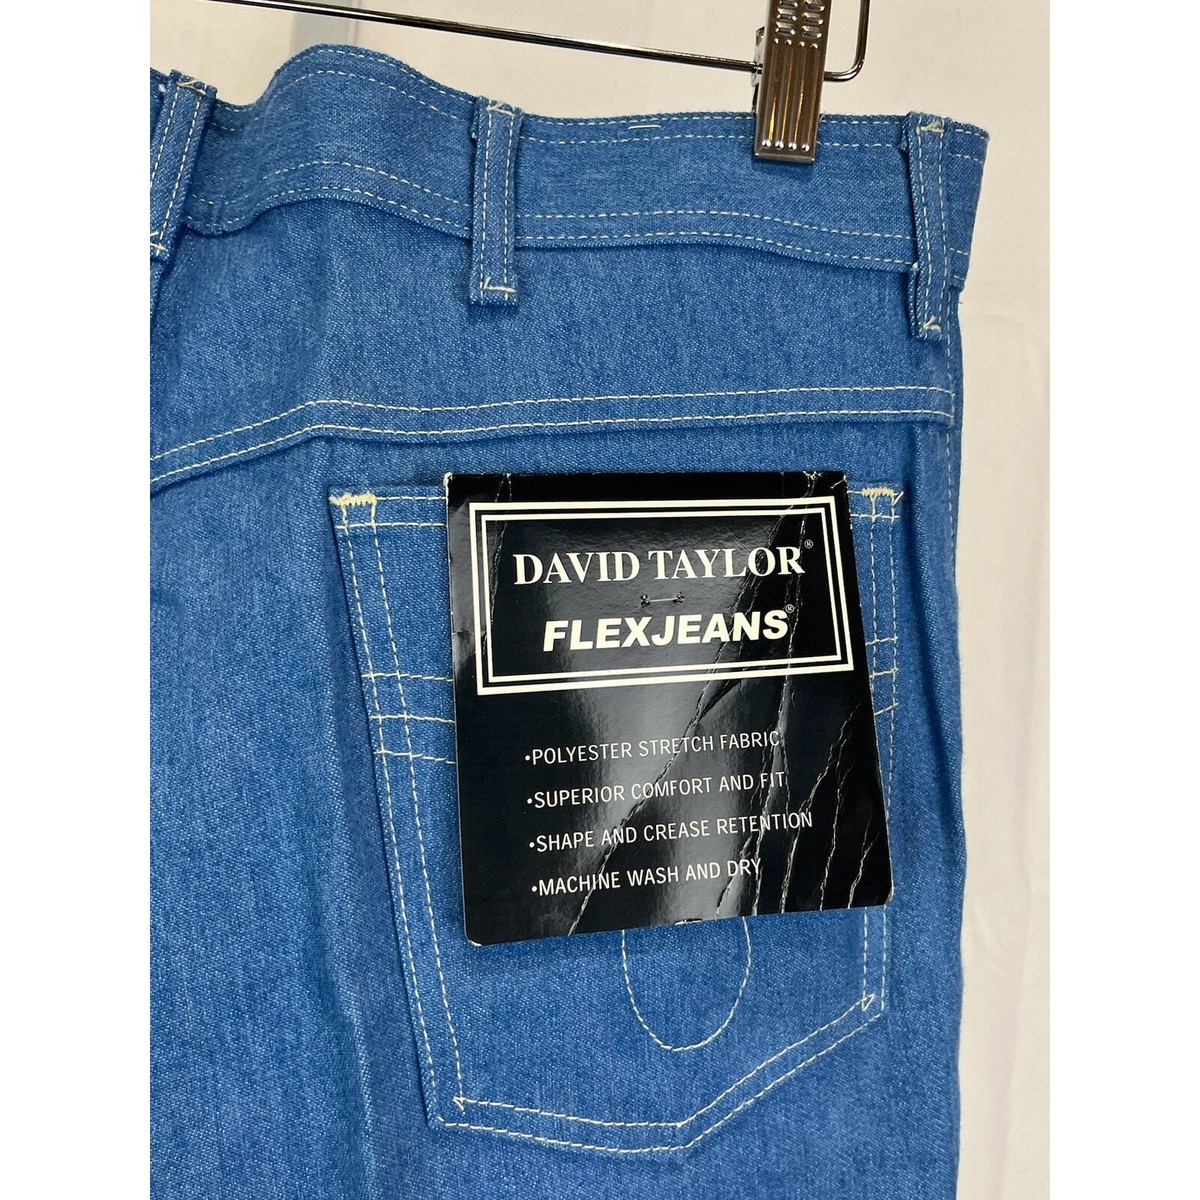 DAVID TAYLOR®
FLEXJEANS®
•POLYESTER STRETCH FABRIC
•SUPERIOR COMFORT AND FIT
•SHAPE AND CREASE RETENTION
•MACHINE WASH AND DRY